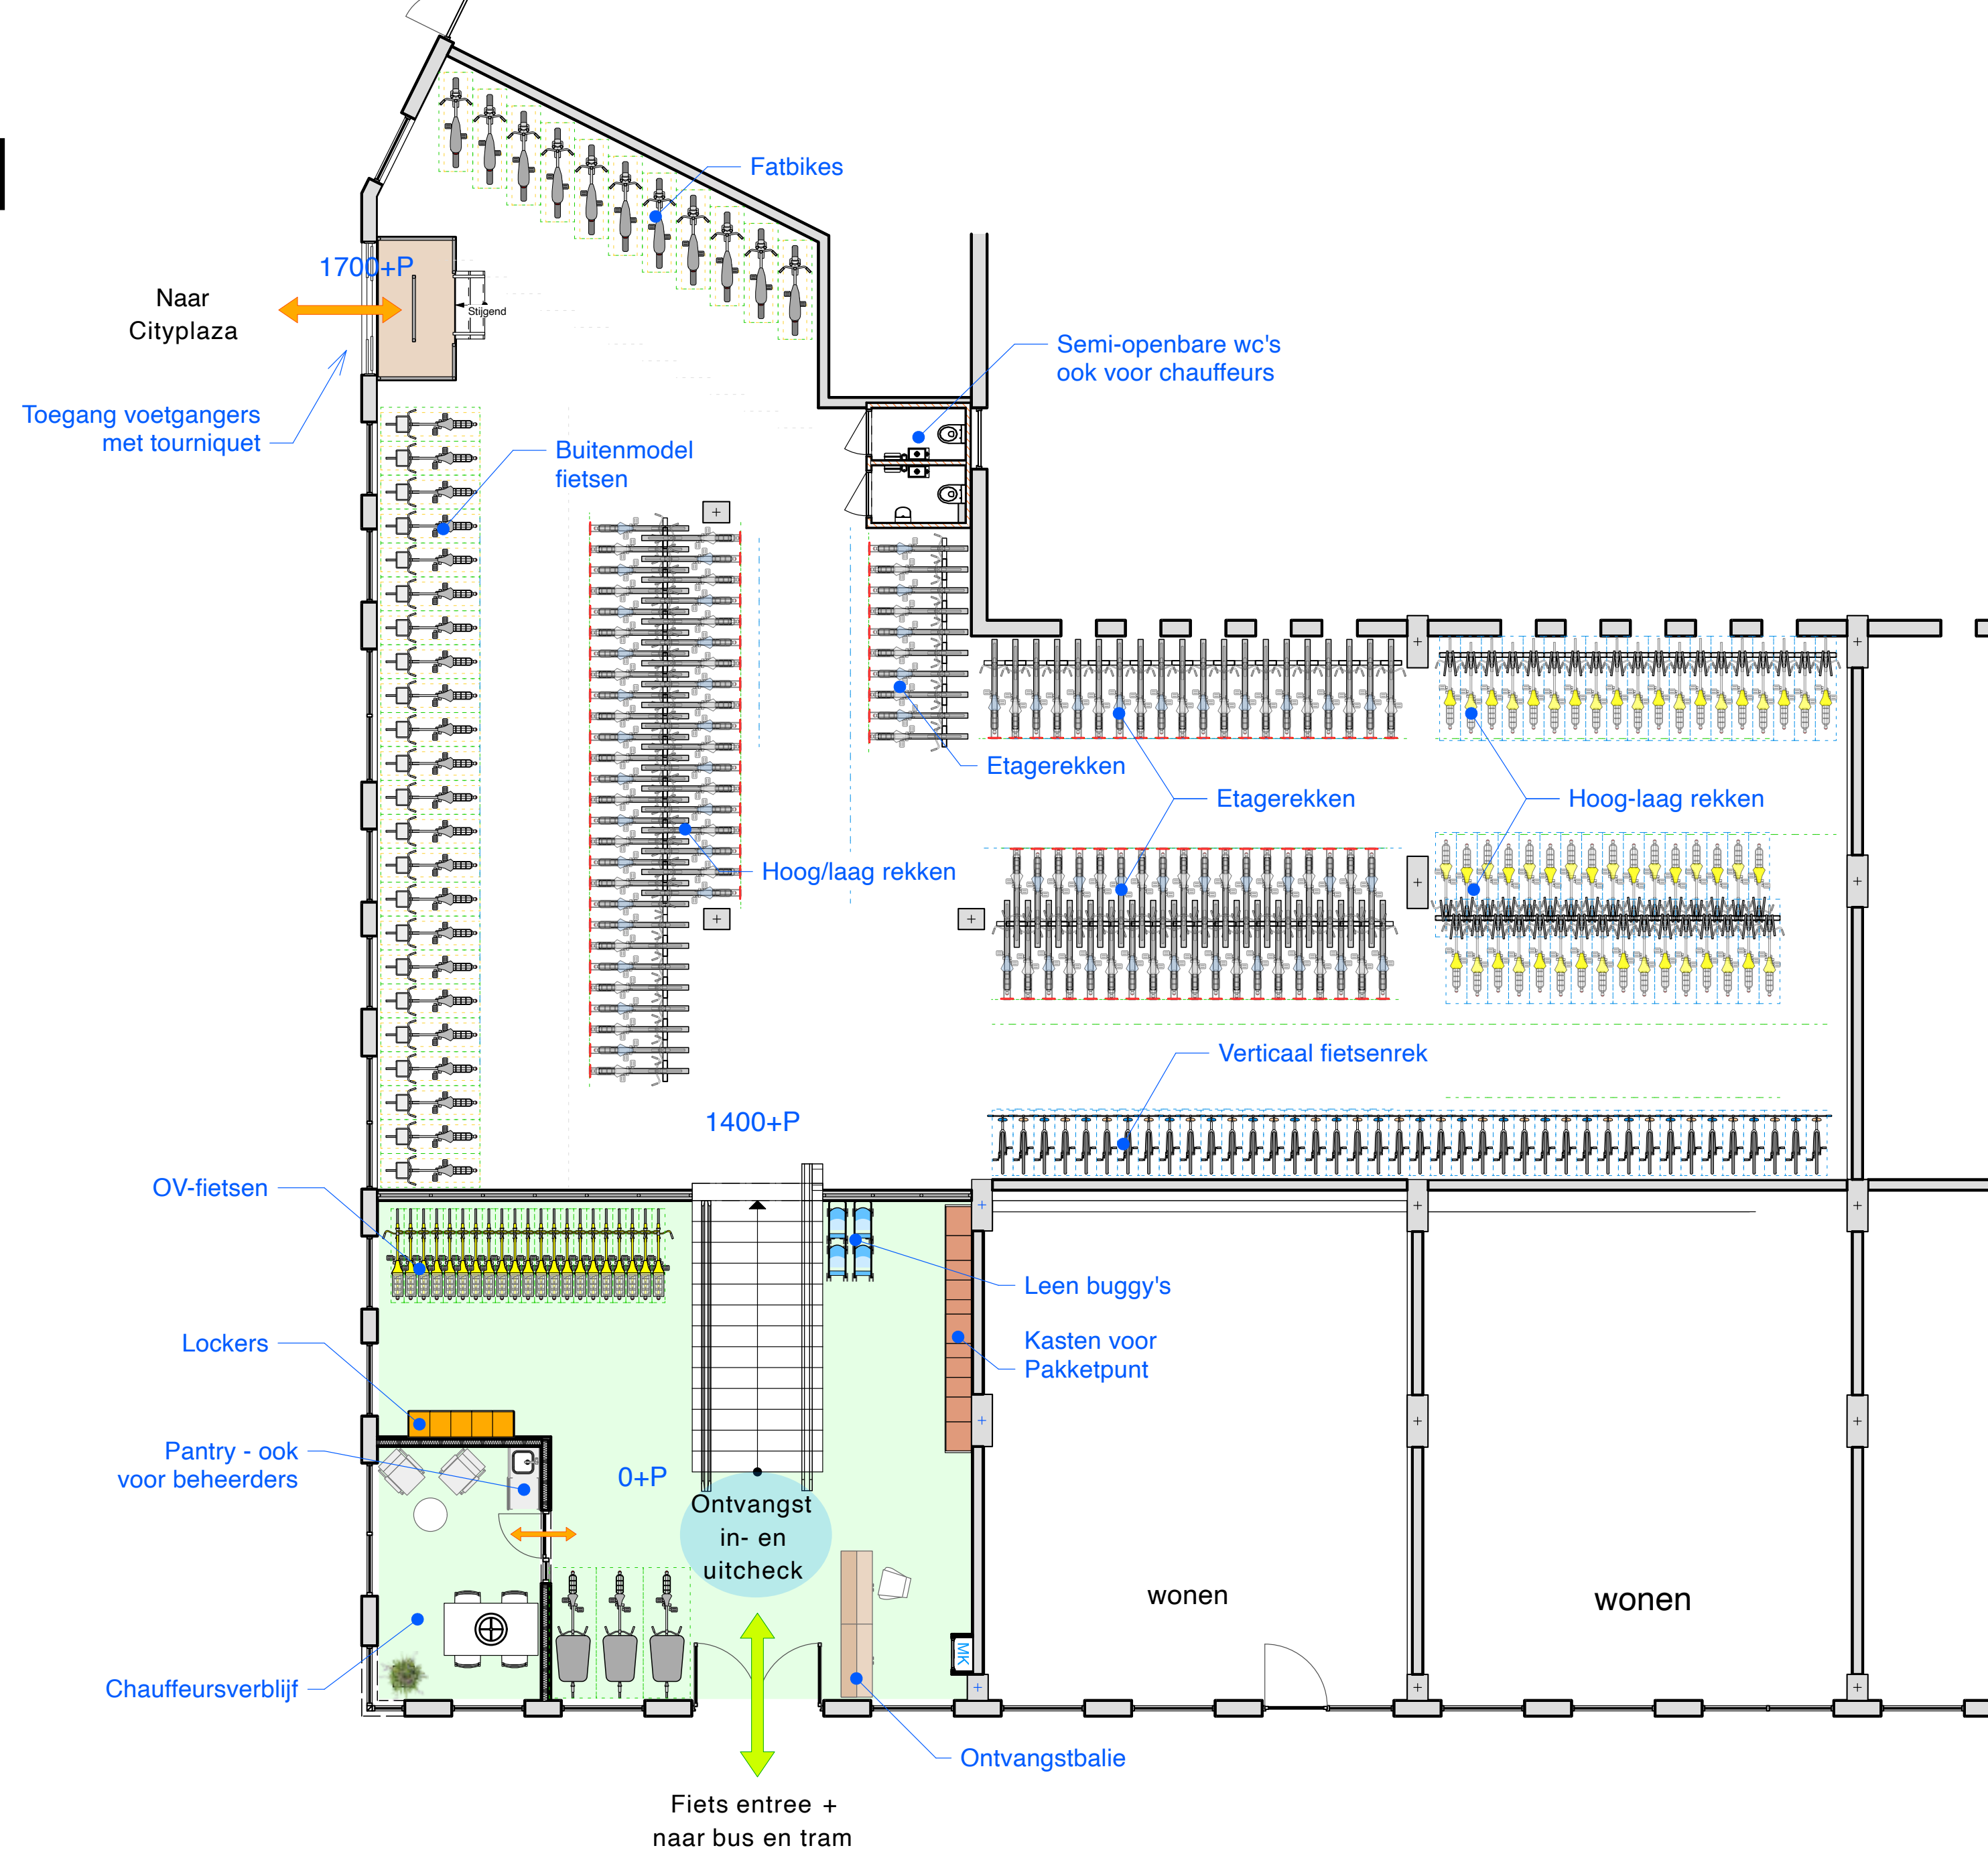 Fatbikes
1700+P
Naar
Cityplaza
Stijgend
Semi-openbare wc's
ook voor chauffeurs
Toegang voetgangers
met tourniquet
Buitenmodel
fietsen
Etagerekken
Etagerekken
Hoog-laag rekken
Hoog/laag rekken
Verticaal fietsenrek
1400+P
OV-fietsen
Leen buggy's
Lockers
Kasten voor
Pakketpunt
Pantry - ook
voor beheerders
0+P
Ontvangst
in- en
uitcheck
wonen
wonen
MK
Chauffeursverblijf
Ontvangstbalie
Fiets entree +
naar bus en tram